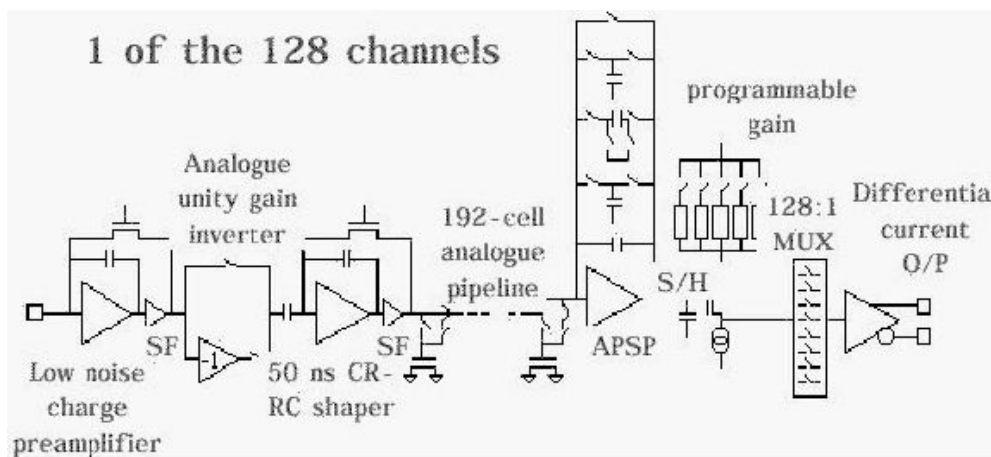 1 of the 128 channels
programmable
gain
Analogue
unity gain
inverter
192-cell
analogue
pipeline
128:1
MUX
Differentia
current
O/P
S/H
SF
-1
SF
APSP
Low noise
charge
preamplifier
50 ns CR-
RC shaper